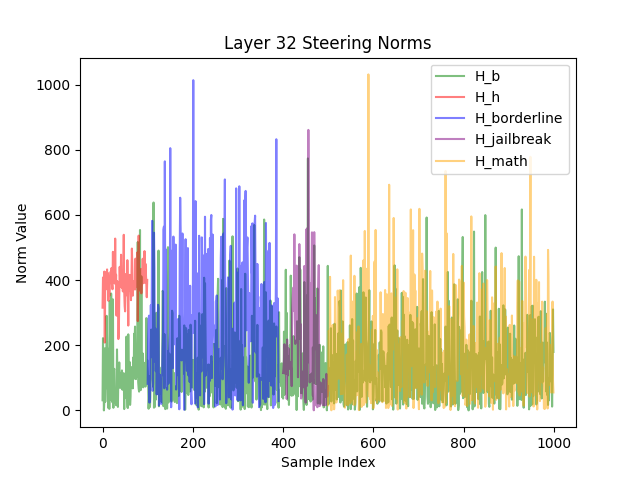 Layer 32 Steering Norms
H_b
H_h
H_borderline
H_jailbreak
H_math
Norm Value
1000
800
600
400
200
0
0 200 400 600 800 1000
Sample Index